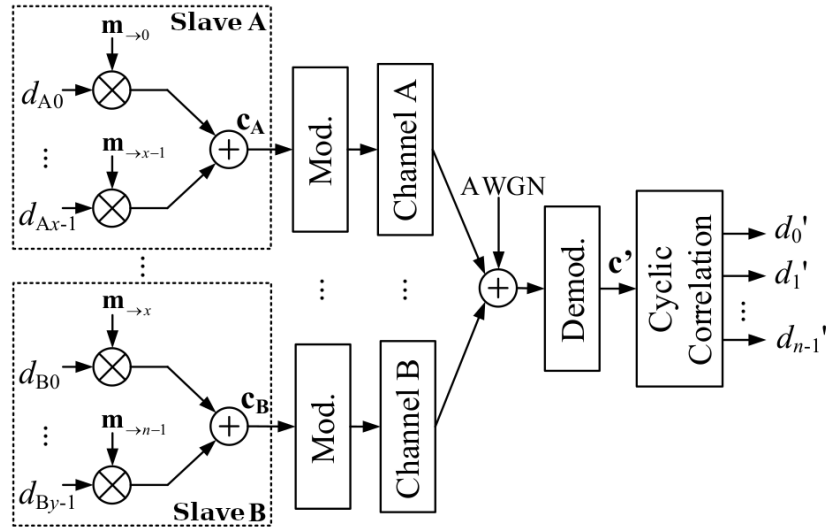 Slave A
m→0
dA0
⋮
m→x-1
dAx-1
cA
Mod.
Channel A
...
m→x
dB0
⋮
m→n-1
dBy-1
cB
Slave B
Mod.
Channel B
...
...
AWGN
Demod.
c'
Cyclic
Correlation
d0'
d1'
...
dn-1'